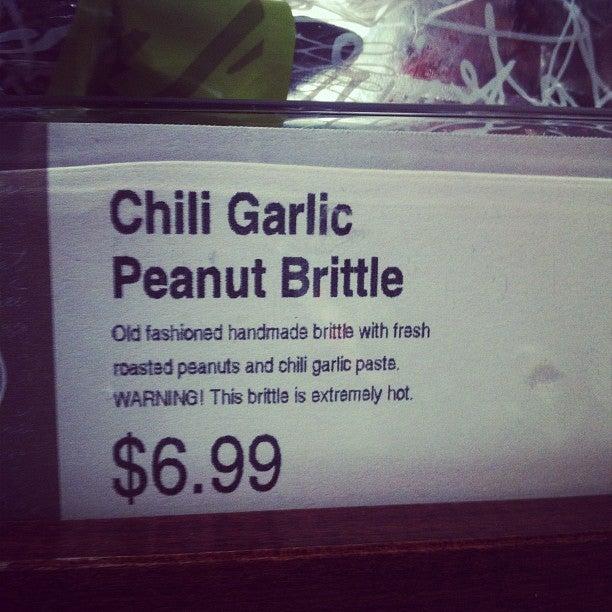 Chili Garlic
Peanut Brittle
Old fashioned handmade brittle with fresh
roasted peanuts and chili garlic paste.
WARNING! This brittle is extremely hot.
$6.99